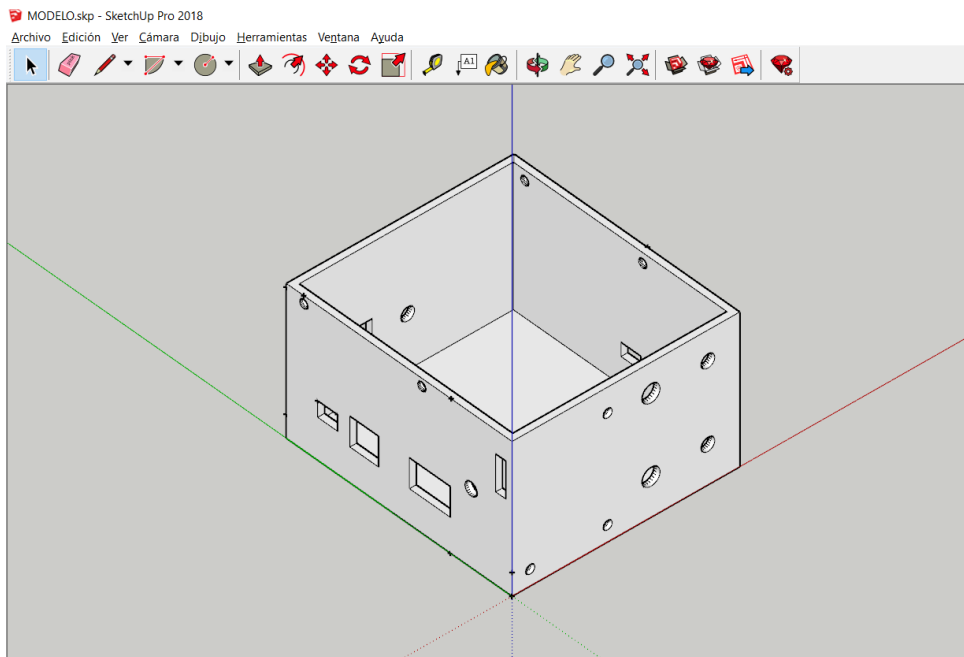 MODELO.skp - SketchUp Pro 2018
Archivo Edición Ver Cámara Dibujo Herramientas Ventana Ayuda
A1